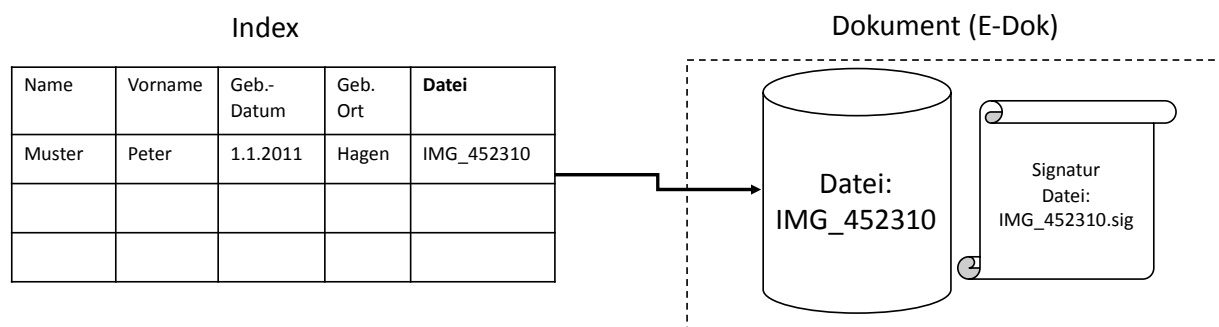 Index
Dokument (E-Dok)
Name Vorname Geb.- Geb. Datei
Datum Ort
Muster Peter 1.1.2011 Hagen IMG_452310
Datei:
IMG_452310
Signatur
Datei:
IMG_452310.sig